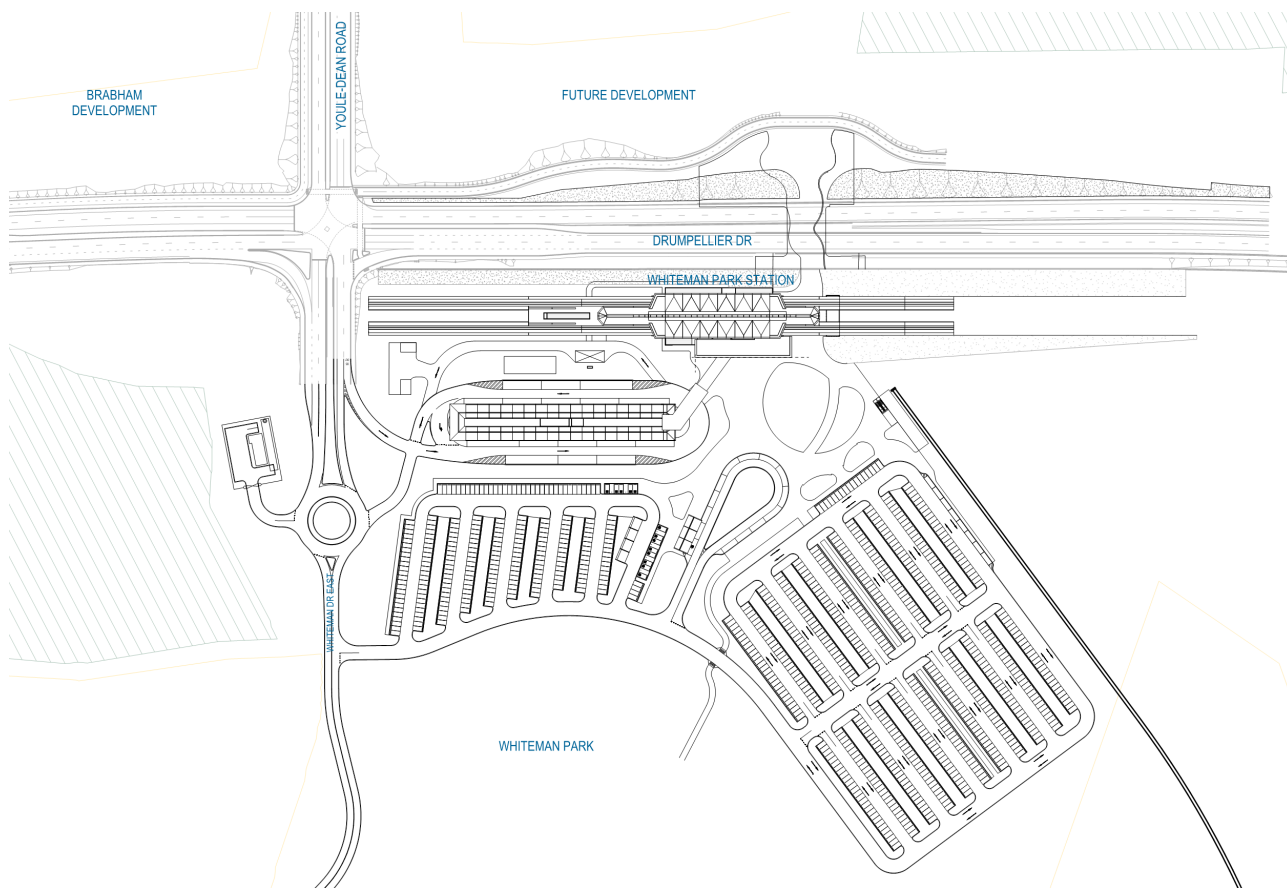 YOULE-DEAN ROAD
BRABHAM
DEVELOPMENT
FUTURE DEVELOPMENT
DRUMPELLIER DR
WHITEMAN PARK STATION
WHITEMAN DR EAST
WHITEMAN PARK